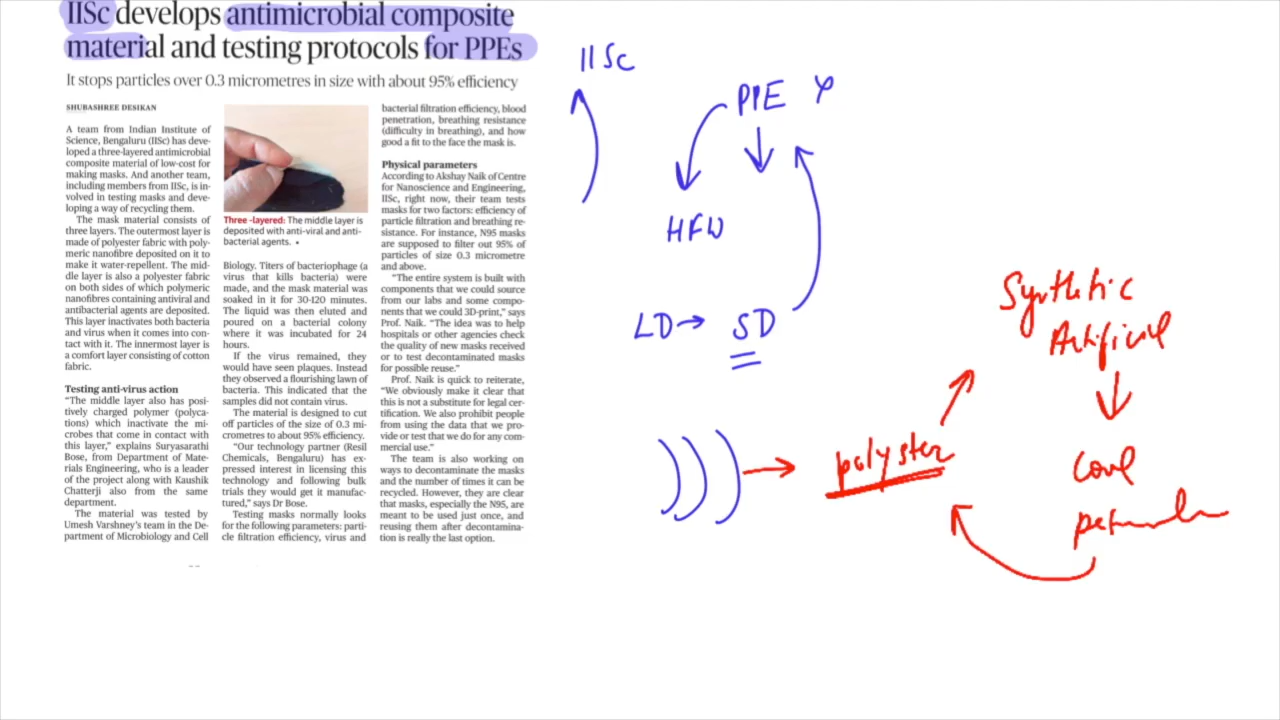 IISc develops antimicrobial composite
material and testing protocols for PPEs
It stops particles over 0.3 micrometres in size with about 95% efficiency
SHUBASHREE DESIKAN
A team from Indian Institute of
Science, Bengaluru (IISc) has deve-
loped a three-layered antimicrobial
composite material of low-cost for
making masks. And another team,
including members from IISc, is in-
volved in testing masks and deve-
loping a way of recycling them.
The mask material consists of
three layers. The outermost layer is
made of polyester fabric with poly-
meric nanofibre deposited on it to
make it water-repellent. The mid-
dle layer is also a polyester fabric
on both sides of which polymeric
nanofibres containing antiviral and
antibacterial agents are deposited.
This layer inactivates both bacteria
and virus when it comes into con-
tact with it. The innermost layer is
a comfort layer consisting of cotton
fabric.
Testing anti-virus action
"The middle layer also has posi-
tively charged polymer (polyca-
tions) which inactivate the mi-
crobes that come in contact with
this layer," explains Suryasarathi
Bose, from Department of Mate-
rials Engineering, who is a leader
of the project along with Kaushik
Chatterji also from the same
department.
The material was tested by
Umesh Varshney's team in the De-
partment of Microbiology and Cell
Three -layered: The middle layer is
deposited with anti-viral and anti-
bacterial agents. •
Biology. Titers of bacteriophage (a
virus that kills bacteria) were
made, and the mask material was
soaked in it for 30-120 minutes.
The liquid was then eluted and
poured on a bacterial colony
where it was incubated for 24
hours.
If the virus remained, they
would have seen plaques. Instead
they observed a flourishing lawn of
bacteria. This indicated that the
samples did not contain virus.
The material is designed to cut
off particles of the size of 0.3 mi-
crometres to about 95% efficiency.
"Our technology partner (Resil
Chemicals, Bengaluru) has ex-
pressed interest in licensing this
technology and following bulk
trials they would get it manufac-
tured," says Dr Bose.
Testing masks normally looks
for the following parameters: parti-
cle filtration efficiency, virus and
bacterial filtration efficiency, blood
penetration, breathing resistance
(difficulty in breathing), and how
good a fit to the face the mask is.
Physical parameters
According to Akshay Naik of Centre
for Nanoscience and Engineering,
IISc, right now, their team tests
masks for two factors: efficiency of
particle filtration and breathing re-
sistance. For instance, N95 masks
are supposed to filter out 95% of
particles of size 0.3 micrometre
and above.
"The entire system is built with
components that we could source
from our labs and some compo-
nents that we could 3D-print," says
Prof. Naik. "The idea was to help
hospitals or other agencies check
the quality of new masks received
or to test decontaminated masks
for possible reuse."
Prof. Naik is quick to reiterate,
"We obviously make it clear that
this is not a substitute for legal cer-
tification. We also prohibit people
from using the data that we pro-
vide or test that we do for any com-
mercial use."
The team is also working on
ways to decontaminate the masks
and the number of times it can be
recycled. However, they are clear
that masks, especially the N95, are
meant to be used just once, and
reusing them after decontamina-
tion is really the last option.
IISc
PPE
HFW
LD → SD
polyster
Synthetic
Artificial